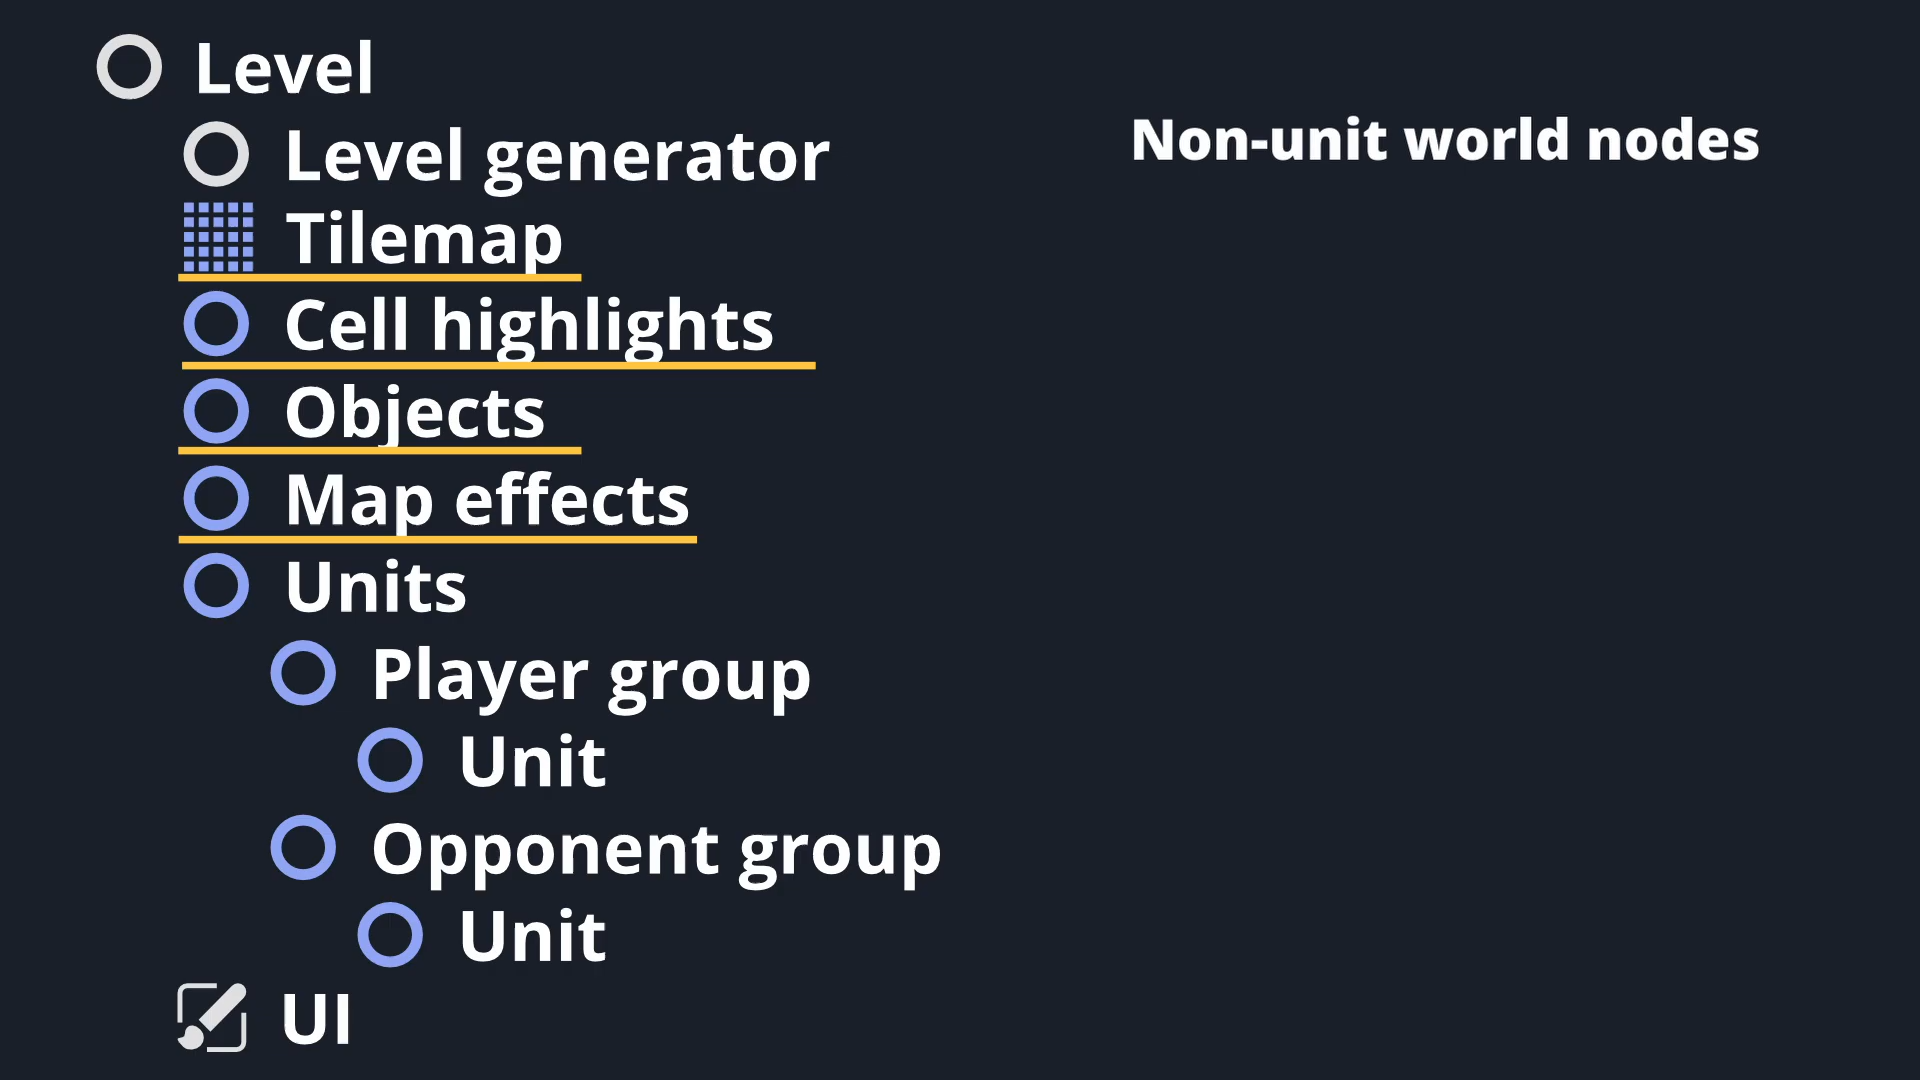 Level
Level generator
Non-unit world nodes
Tilemap
Cell highlights
Objects
Map effects
Units
Player group
Unit
Opponent group
Unit
UI